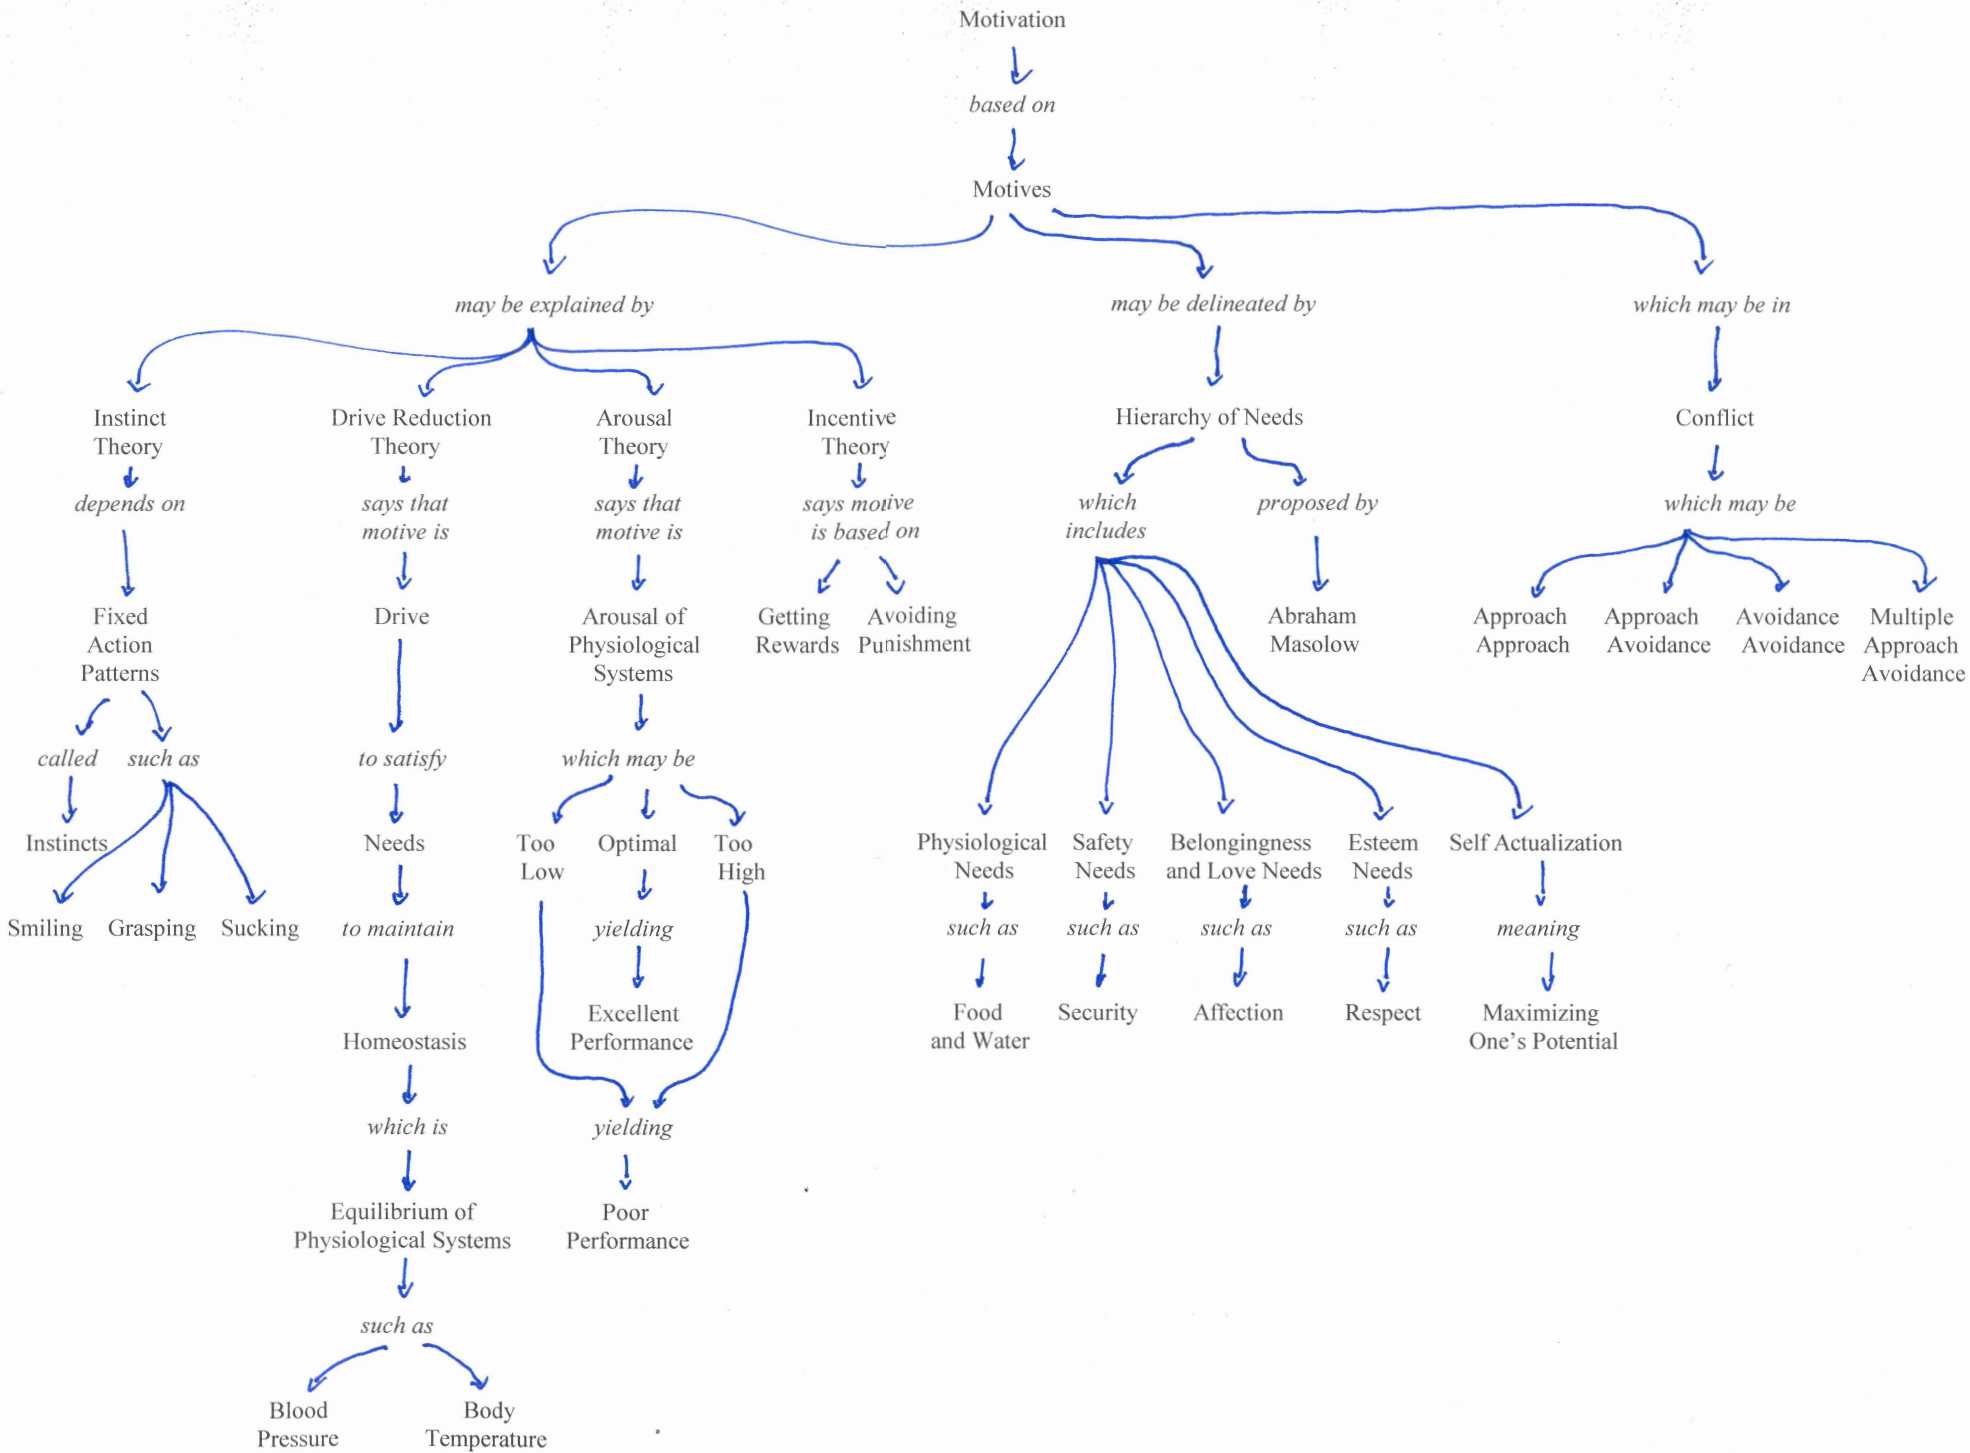 Motivation
based on
Motives
may be explained by
may be delineated by
which may be in
Instinct
Theory
Drive Reduction
Theory
Arousal
Theory
Incentive
Theory
Hierarchy of Needs
Conflict
depends on
says that
motive is
says that
motive is
says motive
is based on
which
includes
proposed by
which may be
Fixed
Action
Patterns
Drive
Arousal of
Physiological
Systems
Getting
Rewards
Avoiding
Punishment
Abraham
Masolow
Approach
Approach
Approach
Avoidance
Avoidance
Avoidance
Multiple
Approach
Avoidance
called
such as
to satisfy
which may be
Instincts
Needs
Too
Low
Optimal
Too
High
Physiological
Needs
Safety
Needs
Belongingness
and Love Needs
Esteem
Needs
Self Actualization
Smiling
Grasping
Sucking
to maintain
yielding
such as
such as
such as
such as
meaning
Homeostasis
Excellent
Performance
Food
and Water
Security
Affection
Respect
Maximizing
One's Potential
which is
yielding
Equilibrium of
Physiological Systems
Poor
Performance
such as
Blood
Pressure
Body
Temperature